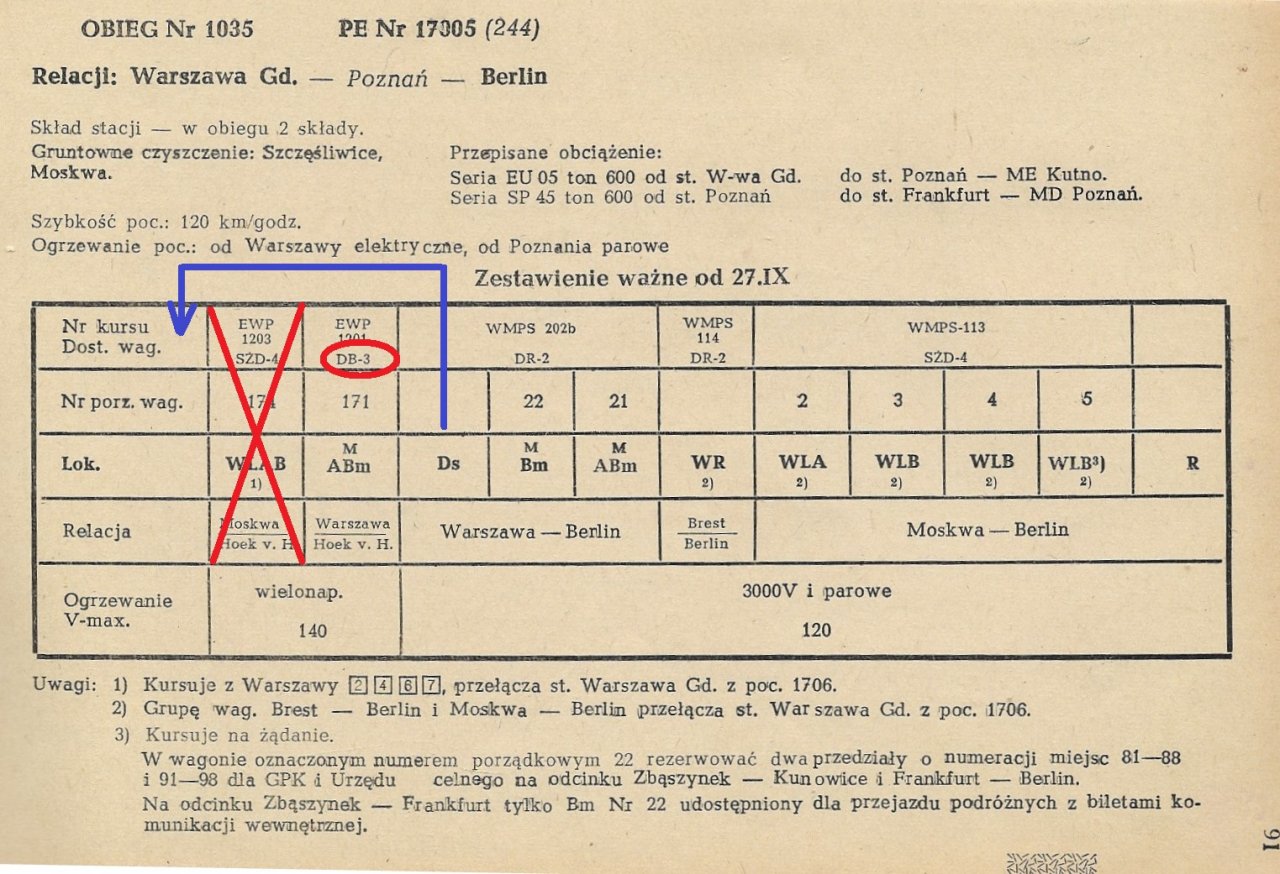 OBIEG Nr 1035 PE Nr 17005 (244)
Relacji: Warszawa Gd. — Poznań — Berlin
Skład stacji — w obiegu 2 składy.
Gruntowne czyszczenie: Szczęśliwice,
Moskwa.
Przepisane obciążenie:
Seria EU 05 ton 600 od st. W-wa Gd. do st. Poznań — ME Kutno.
Seria SP 45 ton 600 od st. Poznań do st. Frankfurt — MD Poznań.
Szybkość poc.: 120 km/godz.
Ogrzewanie poc.: od Warszawy elektryczne, od Poznania parowe
Zestawienie ważne od 27.IX
Nr kursu EWP EWP WMPS 202b WMPS WMPS-113
1203 1201 114
Dost. wag. SŻD-4 DB-3 DR-2 DR-2 SŻD-4
Nr porz. wag. 174 171 22 21 2 3 4 5
M M M
Lok. WLAB ABm Ds Bm ABm WR WLA WLB WLB WLB³) R
1) 2) 2) 2) 2) 2)
Relacja Moskwa Warszawa Warszawa — Berlin Brest Moskwa — Berlin
Hoek v. H. Hoek v. H. Berlin
Ogrzewanie wielonap. 3000V i parowe
V-max. 140 120
Uwagi: 1) Kursuje z Warszawy 2 4 6 7, przełącza st. Warszawa Gd. z poc. 1706.
2) Grupę wag. Brest — Berlin i Moskwa — Berlin przełącza st. Warszawa Gd. z poc. 1706.
3) Kursuje na żądanie.
W wagonie oznaczonym numerem porządkowym 22 rezerwować dwa przedziały o numeracji miejsc 81—88
i 91—98 dla GPK i Urzędu celnego na odcinku Zbąszynek — Kunowice i Frankfurt — Berlin.
Na odcinku Zbąszynek — Frankfurt tylko Bm Nr 22 udostępniony dla przejazdu podróżnych z biletami ko-
munikacji wewnętrznej.
91